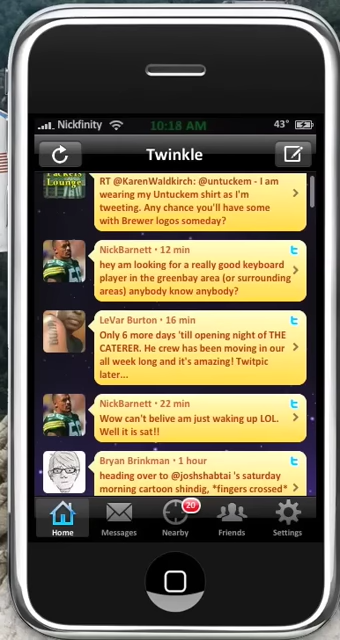 Nickfinity
10:18 AM
43°
Twinkle
Packers
Lounge
RT @KarenWaldkirch: @untuckem - I am
wearing my Untuckem shirt as I'm
tweeting. Any chance you'll have some
with Brewer logos someday?
NickBarnett • 12 min
hey am looking for a really good keyboard
player in the greenbay area (or surrounding
areas) anybody know anybody?
LeVar Burton • 16 min
Only 6 more days 'till opening night of THE
CATERER. He crew has been moving in our
all week long and it's amazing! Twitpic
later...
NickBarnett • 22 min
Wow can't belive am just waking up LOL.
Well it is sat!!
Bryan Brinkman • 1 hour
heading over to @joshshabtai 's saturday
morning cartoon shindig, *fingers crossed*
20
Home
Messages
Nearby
Friends
Settings